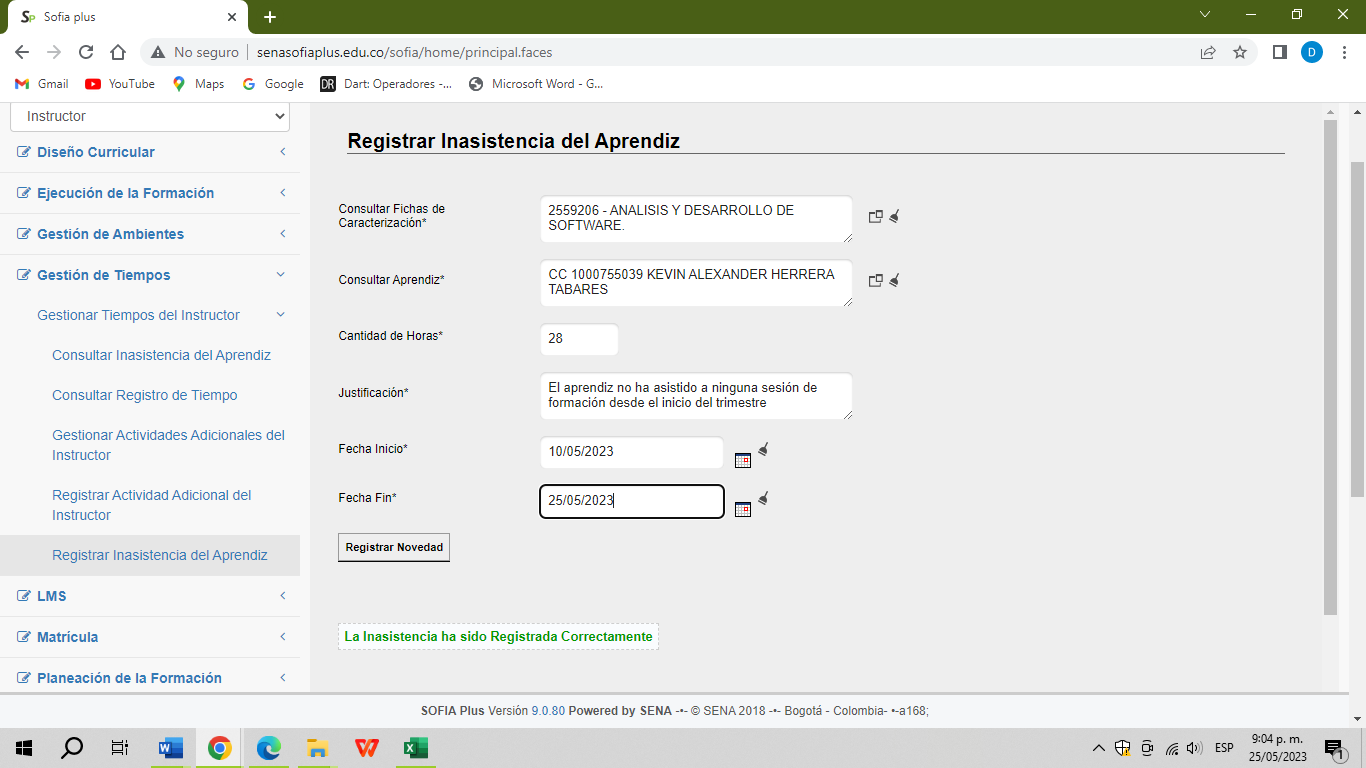 Sofia plus
No seguro
senasofiaplus.edu.co/sofia/home/principal.faces
D
Gmail
YouTube
Maps
Google
DR Dart: Operadores -...
Microsoft Word - G...
Instructor
Diseño Curricular
Ejecución de la Formación
Gestión de Ambientes
Gestión de Tiempos
Gestionar Tiempos del Instructor
Consultar Inasistencia del Aprendiz
Consultar Registro de Tiempo
Gestionar Actividades Adicionales del
Instructor
Registrar Actividad Adicional del
Instructor
Registrar Inasistencia del Aprendiz
LMS
Matrícula
Planeación de la Formación
Registrar Inasistencia del Aprendiz
Consultar Fichas de
Caracterización*
2559206 - ANALISIS Y DESARROLLO DE
SOFTWARE.
Consultar Aprendiz*
CC 1000755039 KEVIN ALEXANDER HERRERA
TABARES
Cantidad de Horas*
28
Justificación*
El aprendiz no ha asistido a ninguna sesión de
formación desde el inicio del trimestre
Fecha Inicio*
10/05/2023
Fecha Fin*
25/05/2023
Registrar Novedad
La Inasistencia ha sido Registrada Correctamente
SOFIA Plus Versión 9.0.80 Powered by SENA -•- © SENA 2018 -•- Bogotá - Colombia- •-a168;
ESP
9:04 p. m.
25/05/2023
1